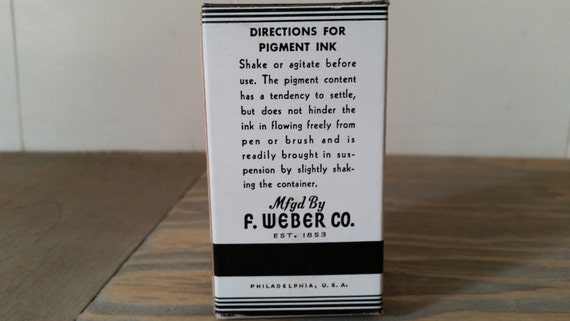 DIRECTIONS FOR
PIGMENT INK
Shake or agitate before
use. The pigment content
has a tendency to settle,
but does not hinder the
ink in flowing freely from
pen or brush and is
readily brought in sus-
pension by slightly shak-
ing the container.
Mfgd By
F. WEBER CO.
EST. 1853
PHILADELPHIA, U. S. A.